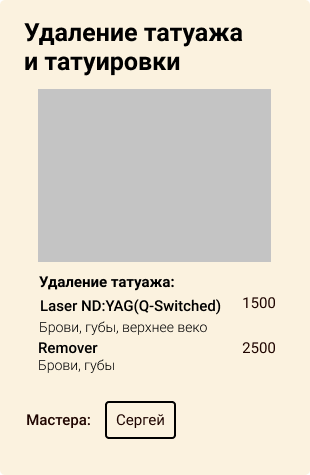 Удаление татуажа
и татуировки
Удаление татуажа:
Laser ND:YAG(Q-Switched) 1500
Брови, губы, верхнее веко
Remover 2500
Брови, губы
Мастера: Сергей